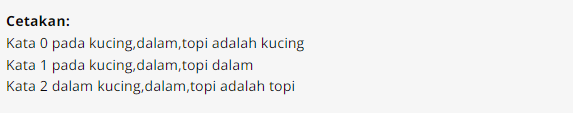 Cetakan:
Kata 0 pada kucing,dalam,topi adalah kucing
Kata 1 pada kucing,dalam,topi dalam
Kata 2 dalam kucing,dalam,topi adalah topi